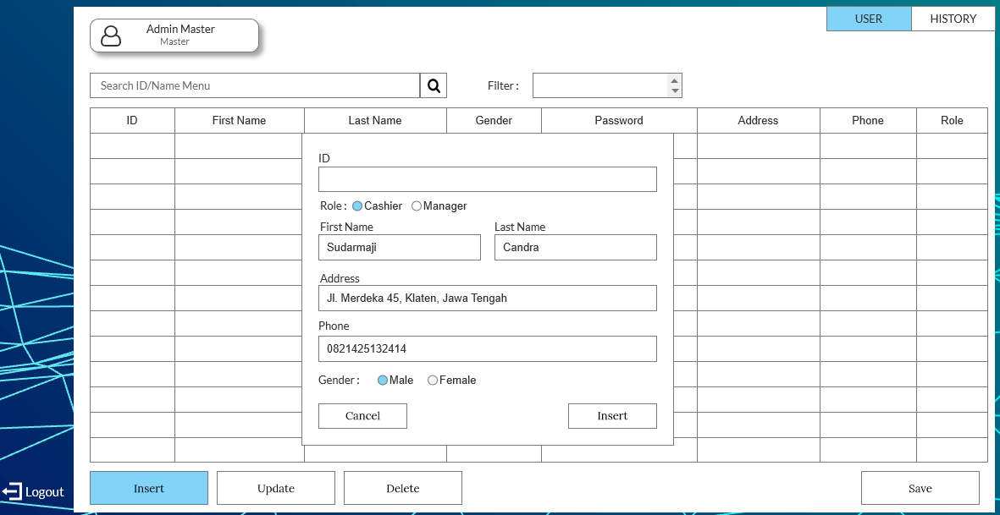 Admin Master
Master
USER HISTORY
Search ID/Name Menu
Filter :
ID First Name Last Name Gender Password Address Phone Role
ID
Role : Cashier Manager
First Name Last Name
Sudarmaji Candra
Address
Jl. Merdeka 45, Klaten, Jawa Tengah
Phone
0821425132414
Gender : Male Female
Cancel Insert
Logout
Insert Update Delete Save